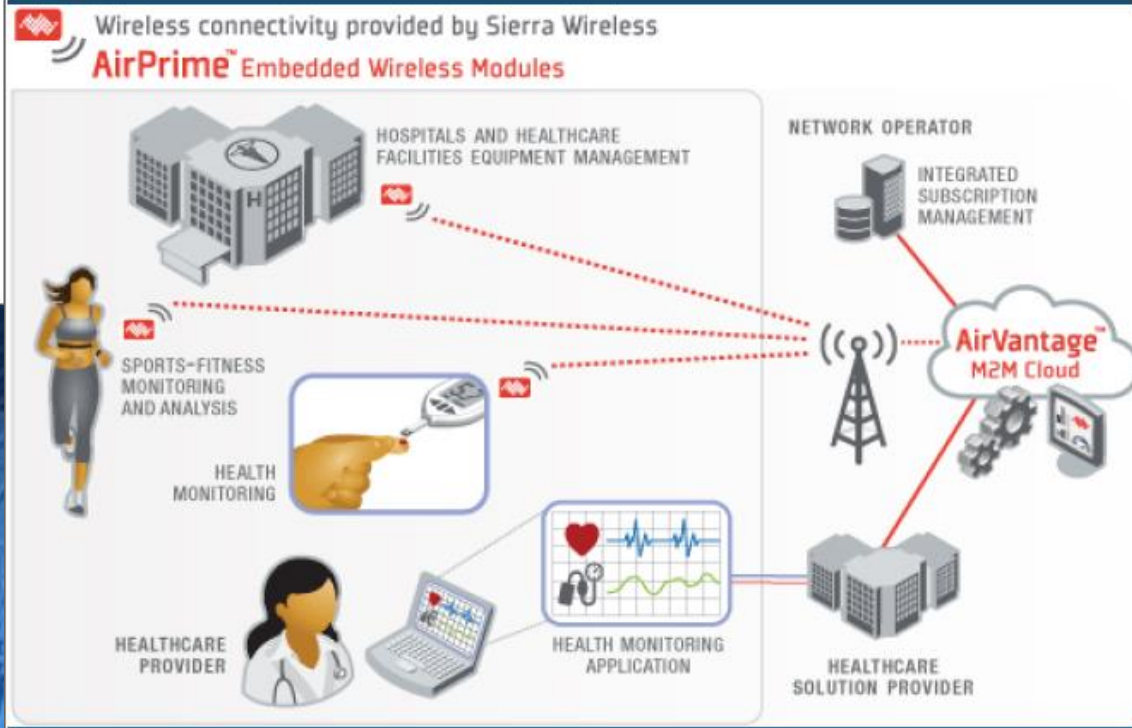 Wireless connectivity provided by Sierra Wireless
AirPrime™ Embedded Wireless Modules
HOSPITALS AND HEALTHCARE
FACILITIES EQUIPMENT MANAGEMENT
NETWORK OPERATOR
INTEGRATED
SUBSCRIPTION
MANAGEMENT
H
SPORTS-FITNESS
MONITORING
AND ANALYSIS
AirVantage™
M2M Cloud
HEALTH
MONITORING
HEALTHCARE
PROVIDER
HEALTH MONITORING
APPLICATION
HEALTHCARE
SOLUTION PROVIDER